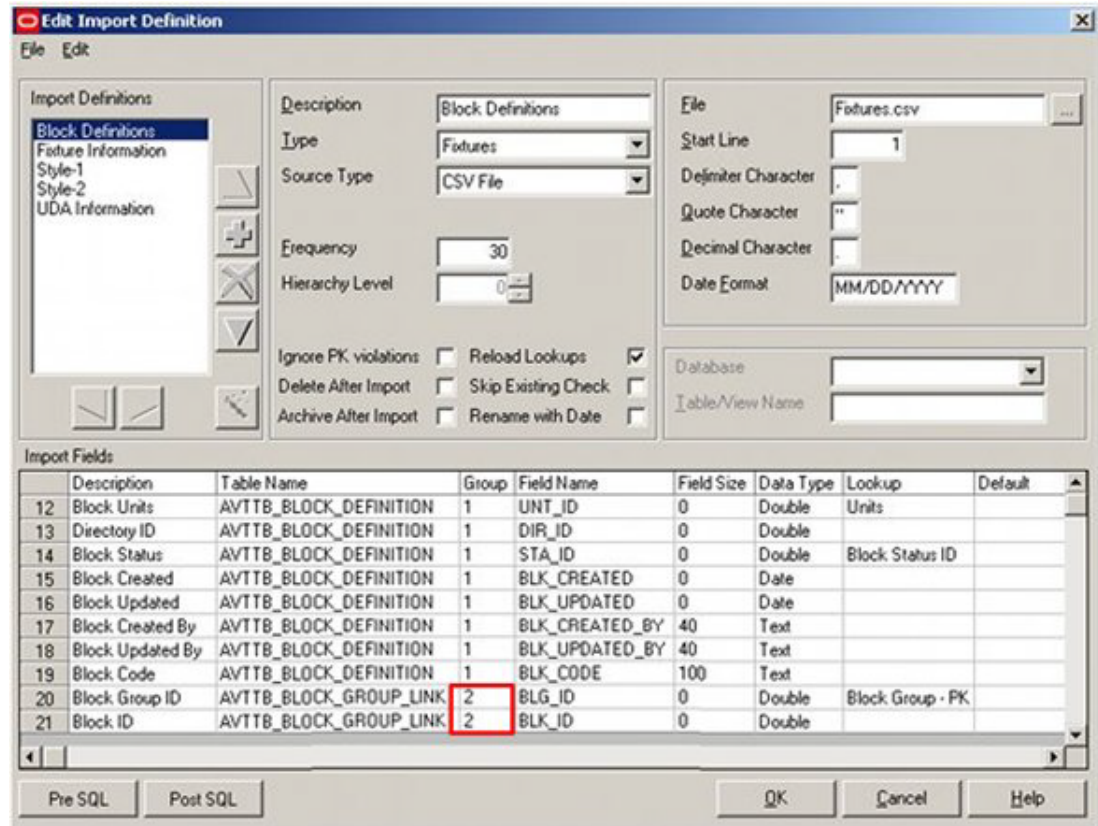 Edit Import Definition
File Edit
Import Definitions
Block Definitions
Fixture Information
Style-1
Style-2
UDA Information
Description Block Definitions
Type Fixtures
Source Type CSV File
Frequency 30
Hierarchy Level 0
Ignore PK violations Reload Lookups
Delete After Import Skip Existing Check
Archive After Import Rename with Date
File Fixtures.csv ...
Start Line 1
Delimiter Character ,
Quote Character "
Decimal Character .
Date Format MM/DD/YYYY
Database
Table/View Name
Import Fields
Description Table Name Group Field Name Field Size Data Type Lookup Default
12 Block Units AVTTB_BLOCK_DEFINITION 1 UNT_ID 0 Double Units
13 Directory ID AVTTB_BLOCK_DEFINITION 1 DIR_ID 0 Double
14 Block Status AVTTB_BLOCK_DEFINITION 1 STA_ID 0 Double Block Status ID
15 Block Created AVTTB_BLOCK_DEFINITION 1 BLK_CREATED 0 Date
16 Block Updated AVTTB_BLOCK_DEFINITION 1 BLK_UPDATED 0 Date
17 Block Created By AVTTB_BLOCK_DEFINITION 1 BLK_CREATED_BY 40 Text
18 Block Updated By AVTTB_BLOCK_DEFINITION 1 BLK_UPDATED_BY 40 Text
19 Block Code AVTTB_BLOCK_DEFINITION 1 BLK_CODE 100 Text
20 Block Group ID AVTTB_BLOCK_GROUP_LINK 2 BLG_ID 0 Double Block Group - PK
21 Block ID AVTTB_BLOCK_GROUP_LINK 2 BLK_ID 0 Double
Pre SQL Post SQL OK Cancel Help